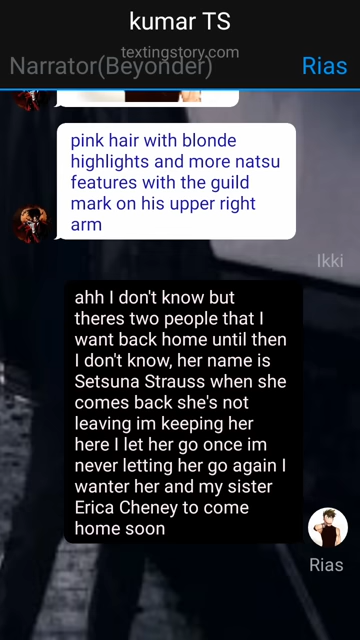 kumar TS
textingstory.com
Narrator(Beyonder)
Rias
pink hair with blonde
highlights and more natsu
features with the guild
mark on his upper right
arm
Ikki
ahh I don't know but
theres two people that I
want back home until then
I don't know, her name is
Setsuna Strauss when she
comes back she's not
leaving im keeping her
here I let her go once im
never letting her go again I
wanter her and my sister
Erica Cheney to come
home soon
Rias